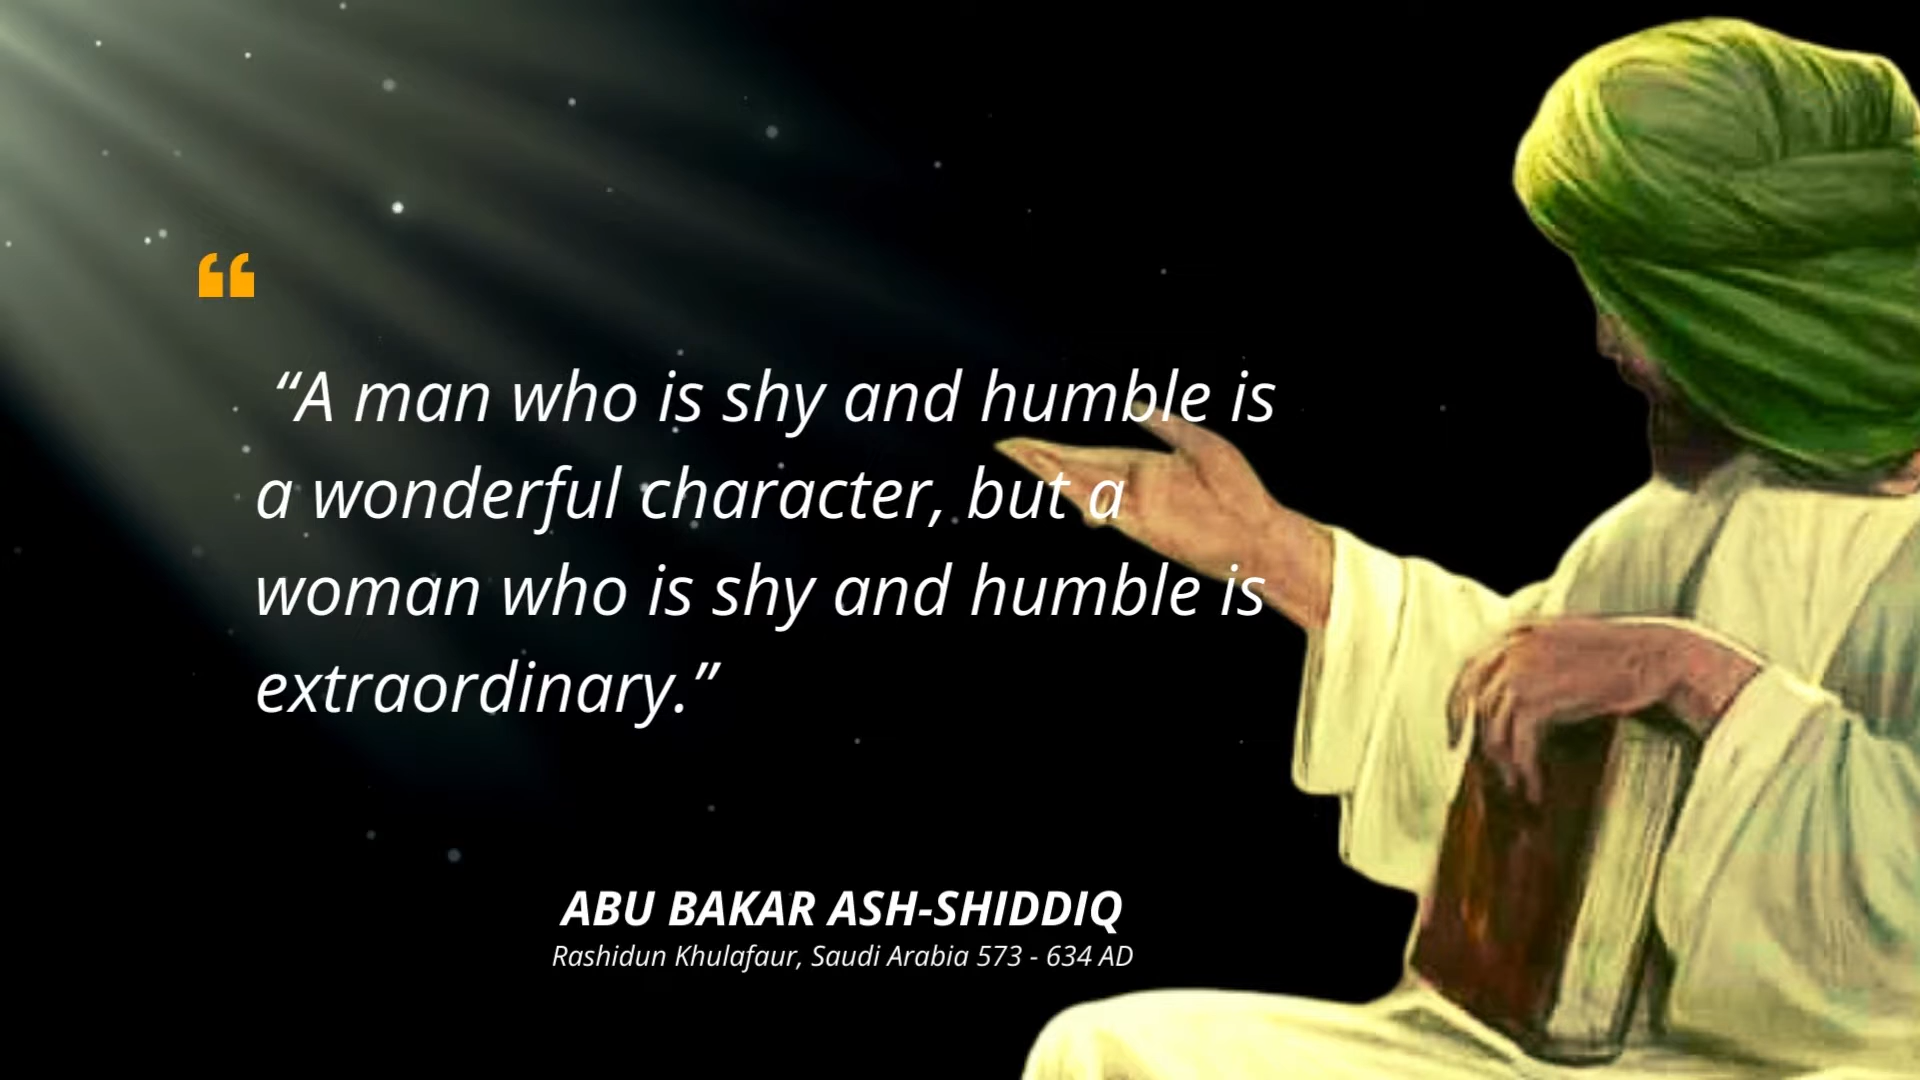 “
“A man who is shy and humble is
a wonderful character, but a
woman who is shy and humble is
extraordinary.”
ABU BAKAR ASH-SHIDDIQ
Rashidun Khulafaur, Saudi Arabia 573 - 634 AD